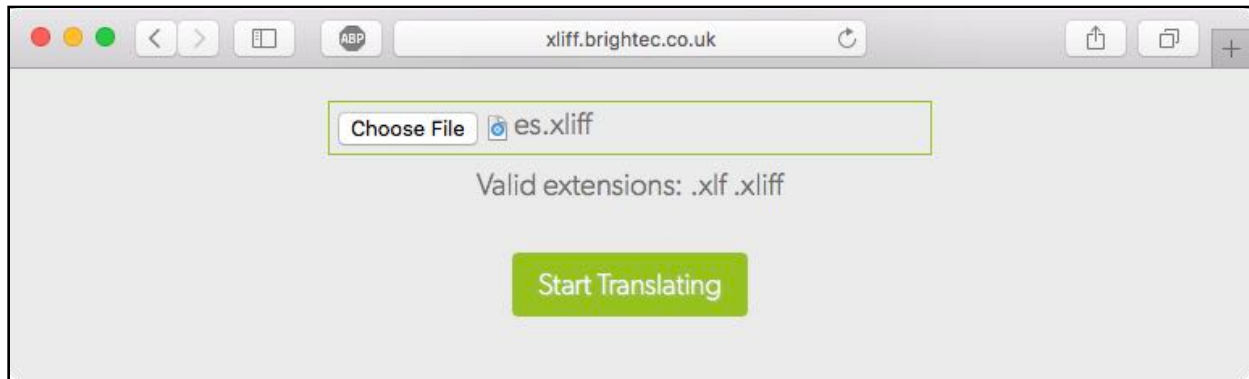 ABP xliff.brightec.co.uk
Choose File es.xliff
Valid extensions: .xlf .xliff
Start Translating